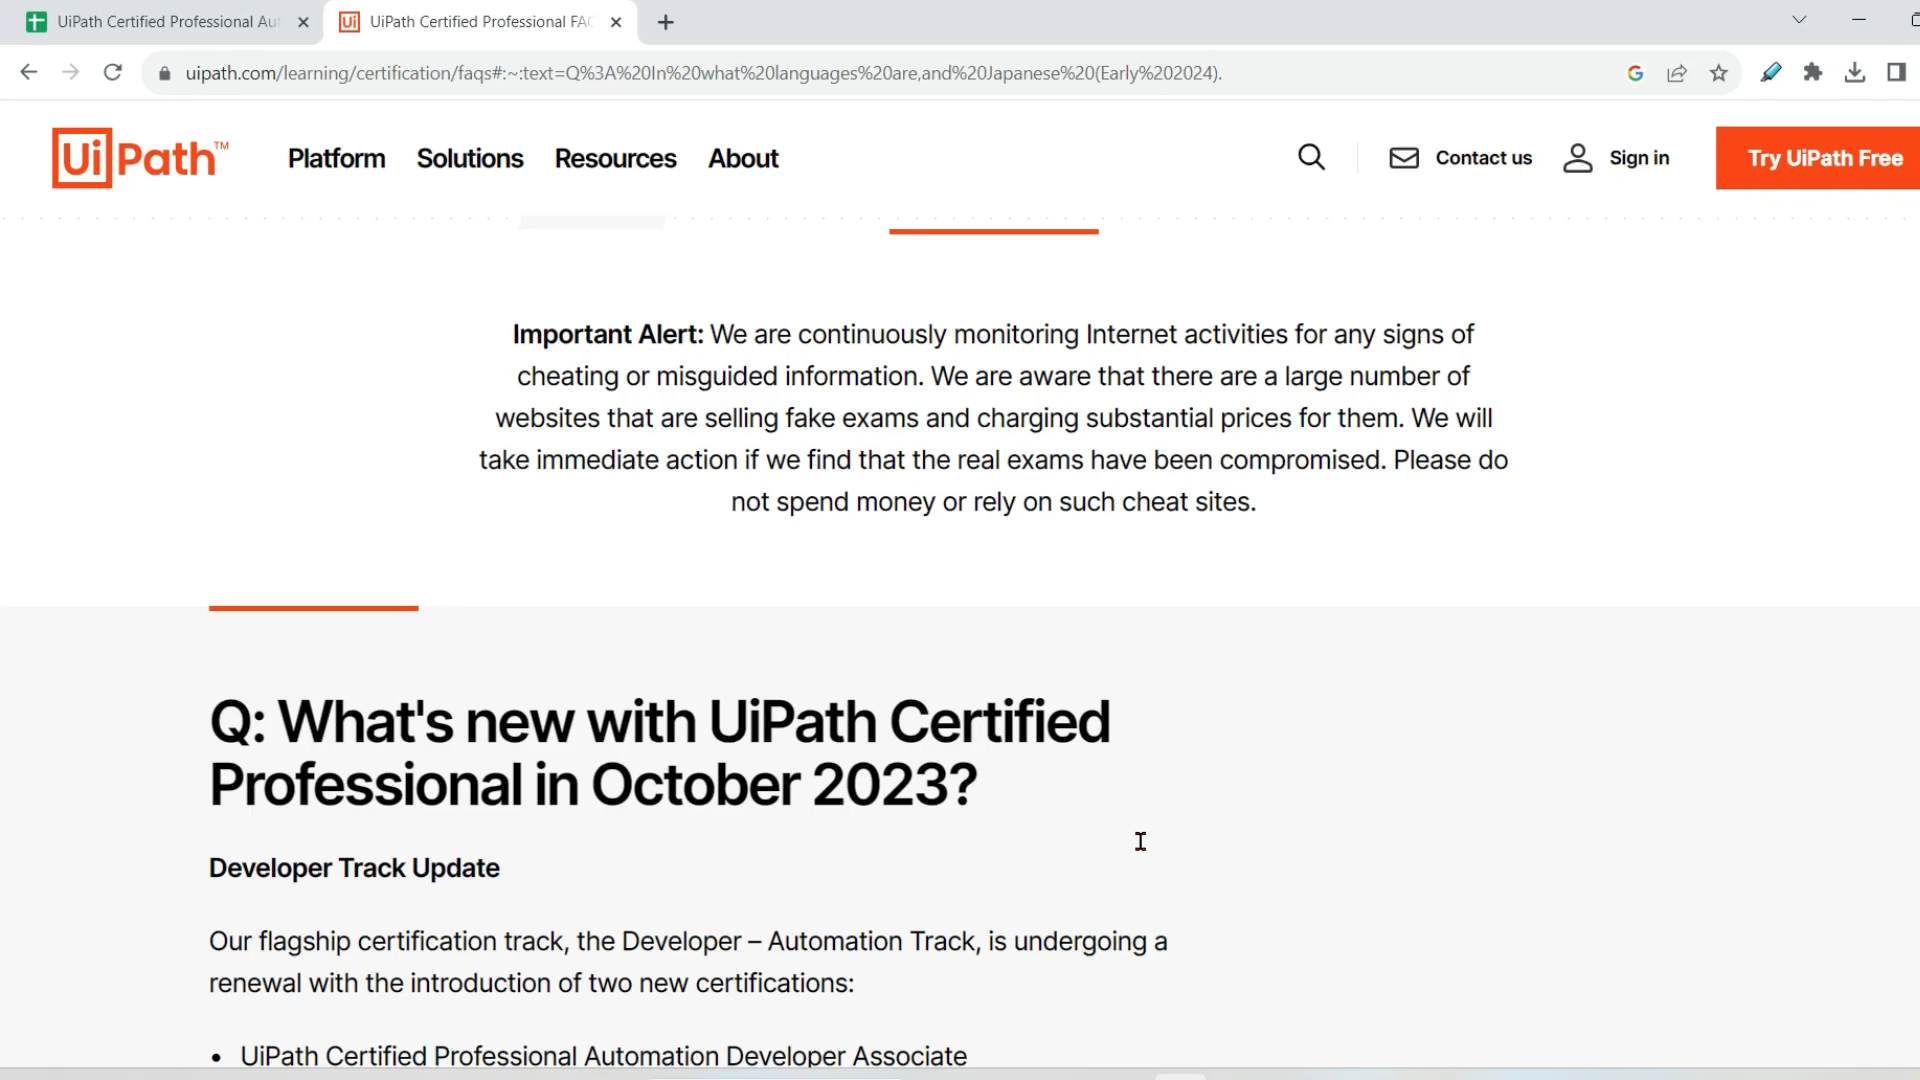 UiPath Certified Professional Au
UiPath Certified Professional FA
uipath.com/learning/certification/faqs#:~:text=Q%3A%20In%20what%20languages%20are,and%20Japanese%20(Early%202024).
UiPath™
Platform
Solutions
Resources
About
Contact us
Sign in
Try UiPath Free
Important Alert: We are continuously monitoring Internet activities for any signs of
cheating or misguided information. We are aware that there are a large number of
websites that are selling fake exams and charging substantial prices for them. We will
take immediate action if we find that the real exams have been compromised. Please do
not spend money or rely on such cheat sites.
Q: What's new with UiPath Certified
Professional in October 2023?
Developer Track Update
Our flagship certification track, the Developer – Automation Track, is undergoing a
renewal with the introduction of two new certifications:
• UiPath Certified Professional Automation Developer Associate